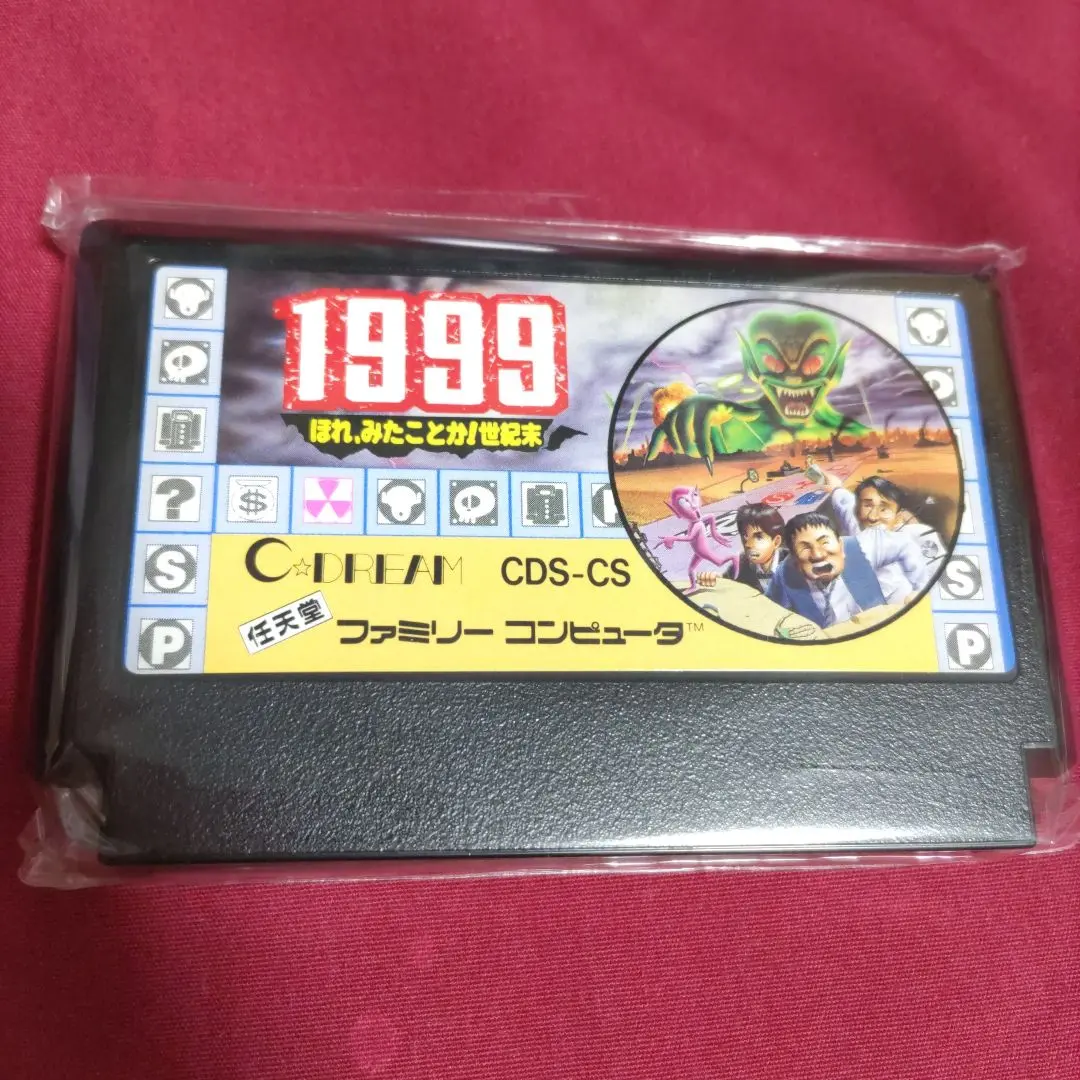 1999
ほれ、みたことか!世紀末
?
$
S
P
C☆DREAM CDS-CS
任天堂 ファミリー コンピュータ™
P
S
P